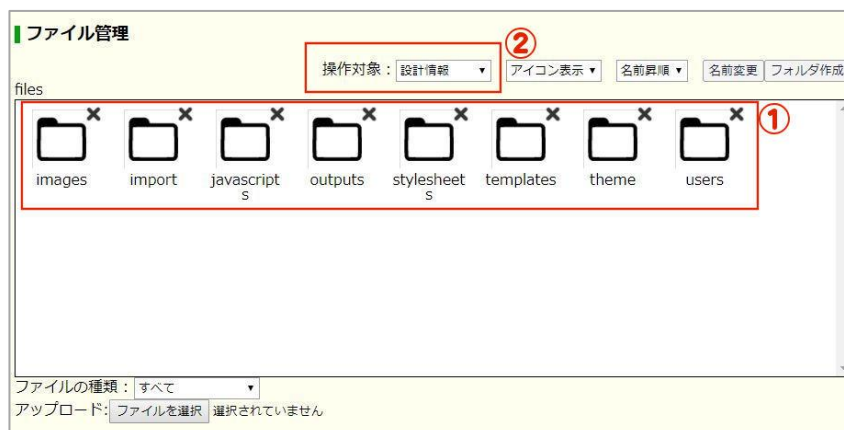 ファイル管理
②
操作対象：設計情報 ▼ アイコン表示 ▼ 名前昇順 ▼ 名前変更 フォルダ作成
files
①
images import javascripts outputs stylesheets templates theme users
ファイルの種類：すべて ▼
アップロード: ファイルを選択 選択されていません